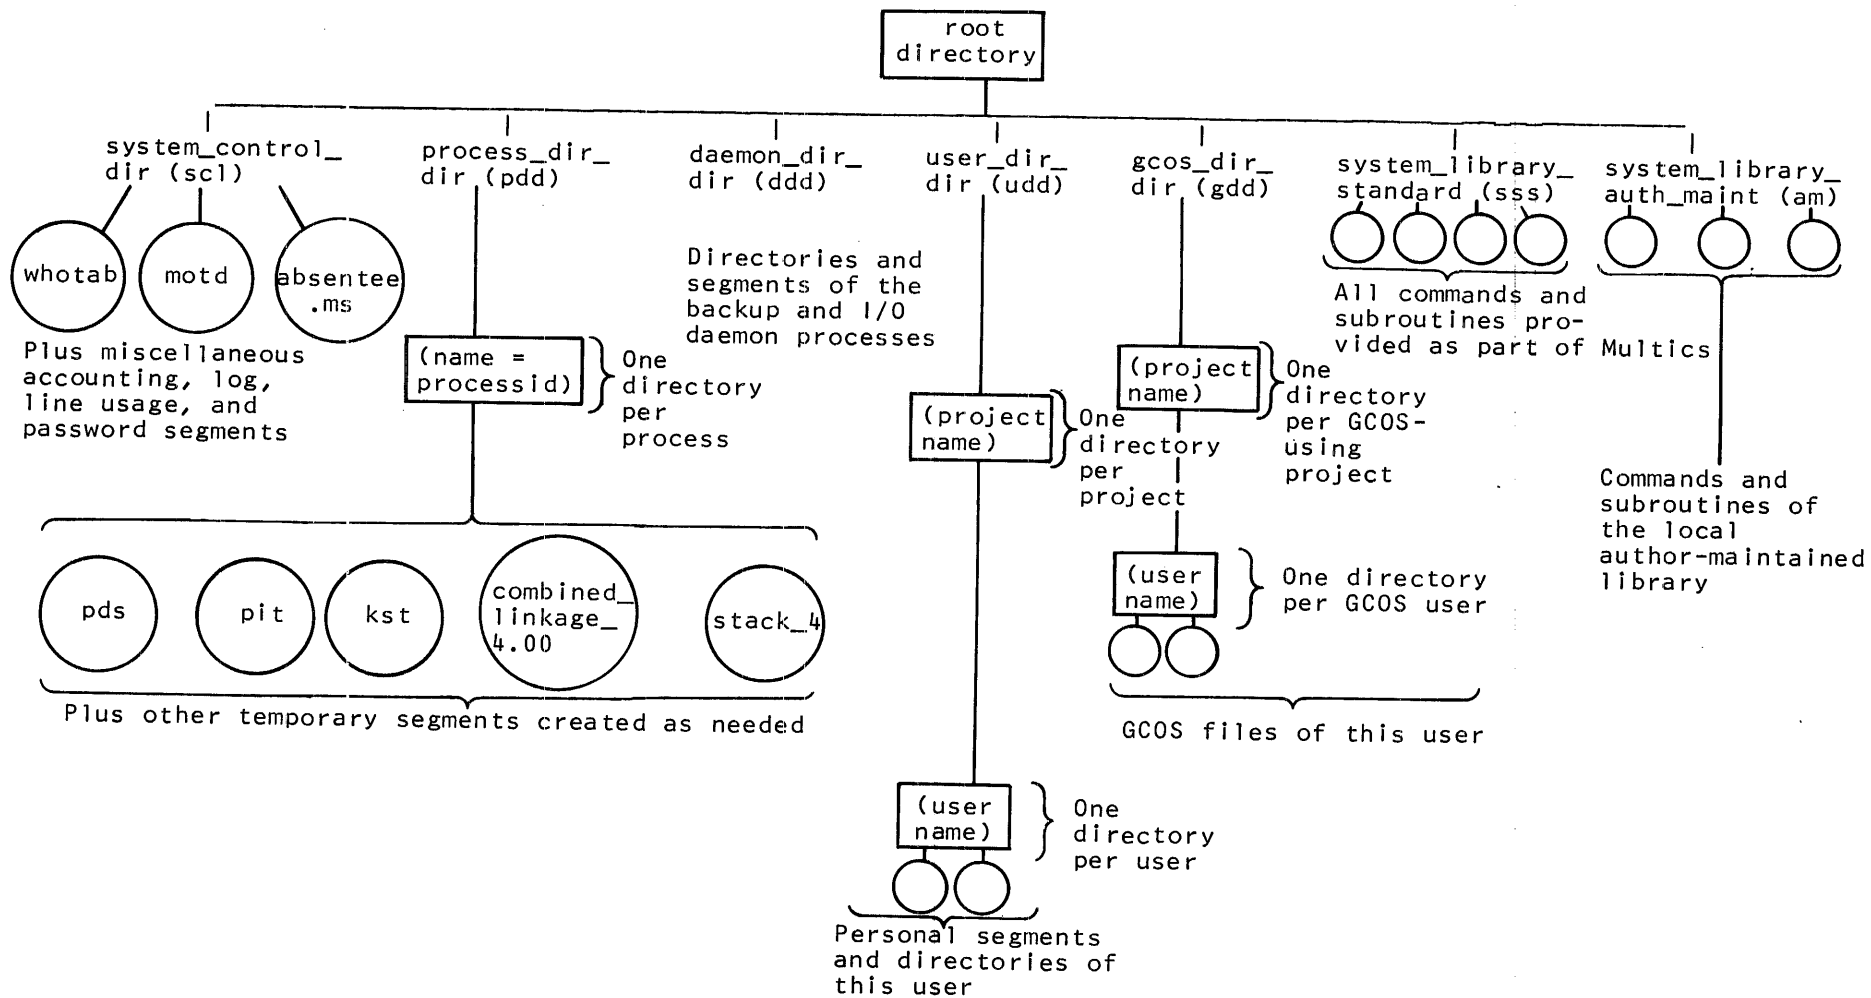 root
directory
system_control_
dir (scl)
process_dir_
dir (pdd)
daemon_dir_
dir (ddd)
user_dir_
dir (udd)
gcos_dir_
dir (gdd)
system_library_
standard (sss)
system_library_
auth_maint (am)
whotab
motd
absentee
.ms
Plus miscellaneous
accounting, log,
line usage, and
password segments
(name =
processid)
One
directory
per
process
Directories and
segments of the
backup and I/O
daemon processes
(project
name)
One
directory
per
project
(project
name)
One
directory
per GCOS-
using
project
All commands and
subroutines pro-
vided as part of Multics
Commands and
subroutines of
the local
author-maintained
library
pds
pit
kst
combined_
linkage_
4.00
stack_4
Plus other temporary segments created as needed
(user
name)
One directory
per GCOS user
GCOS files of this user
(user
name)
One
directory
per user
Personal segments
and directories of
this user